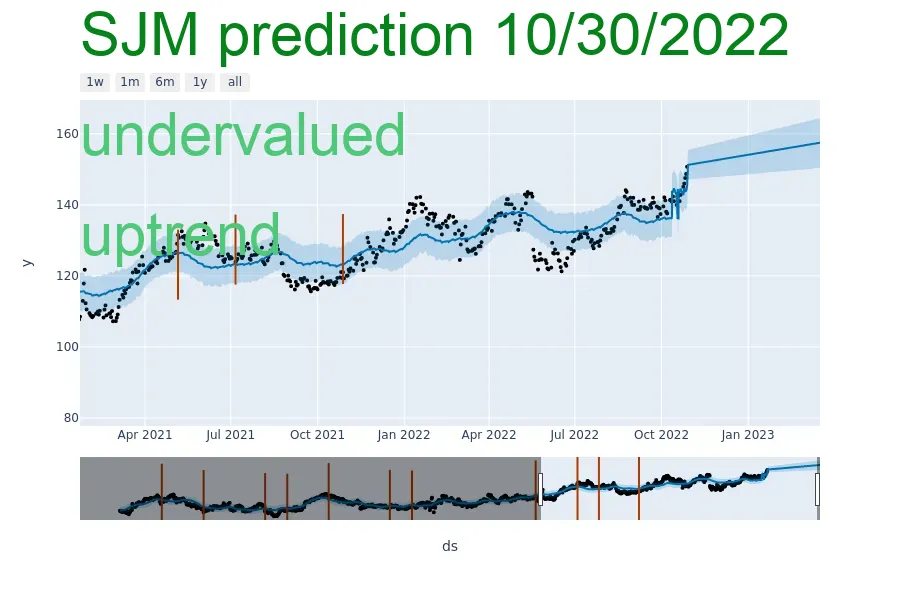 SJM prediction 10/30/2022
1w 1m 6m 1y all
undervalued
uptrend
160
140
120
100
80
y
Apr 2021 Jul 2021 Oct 2021 Jan 2022 Apr 2022 Jul 2022 Oct 2022 Jan 2023
ds